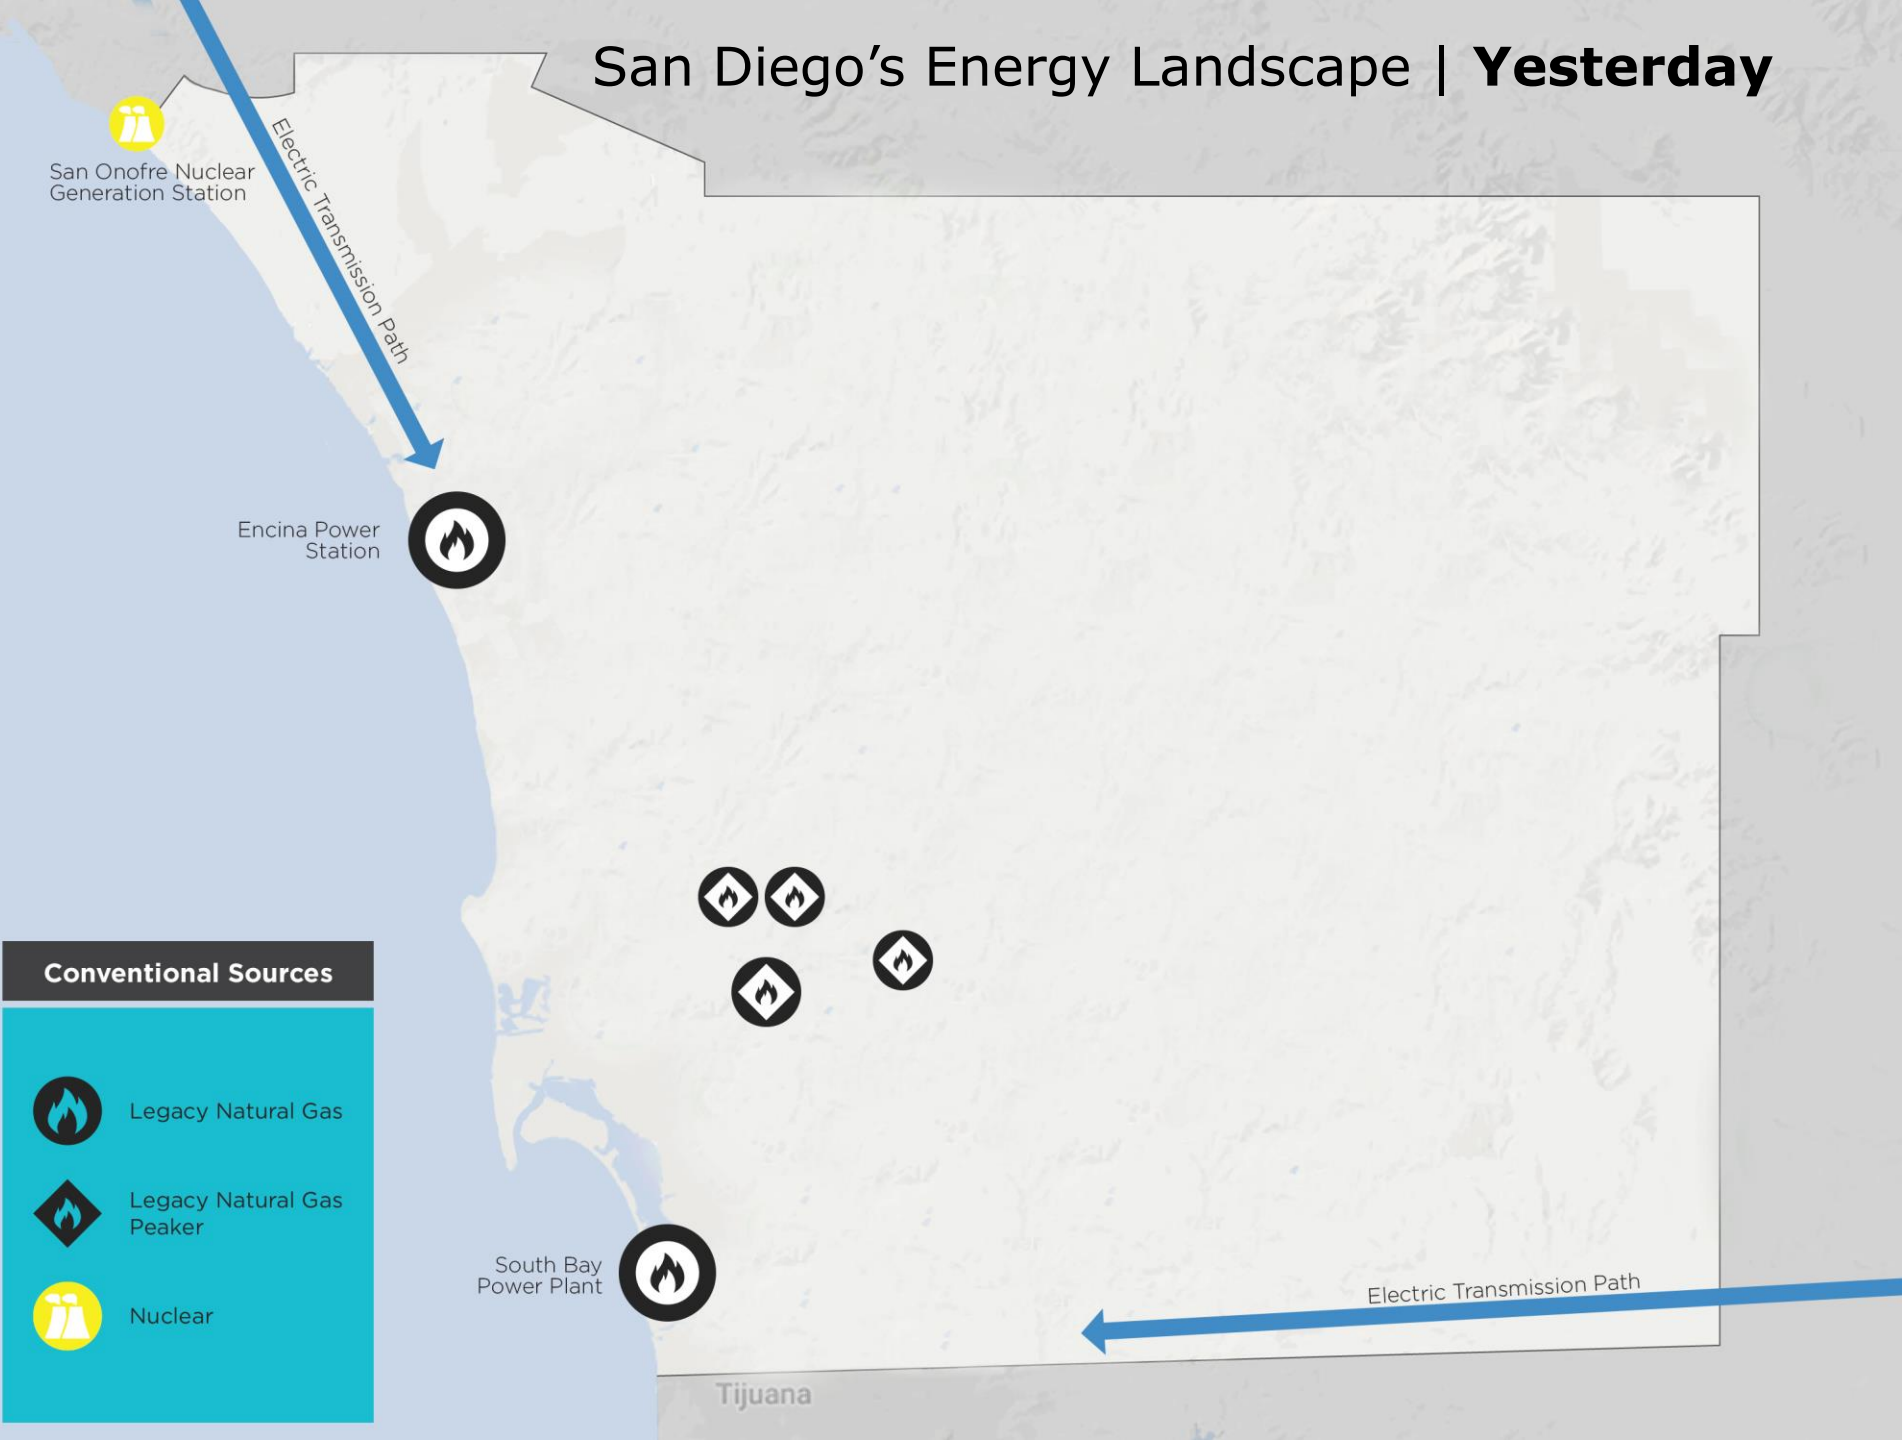 San Diego’s Energy Landscape | Yesterday
Electric Transmission Path
San Onofre Nuclear
Generation Station
Encina Power
Station
Conventional Sources
Legacy Natural Gas
Legacy Natural Gas
Peaker
Nuclear
South Bay
Power Plant
Electric Transmission Path
Tijuana